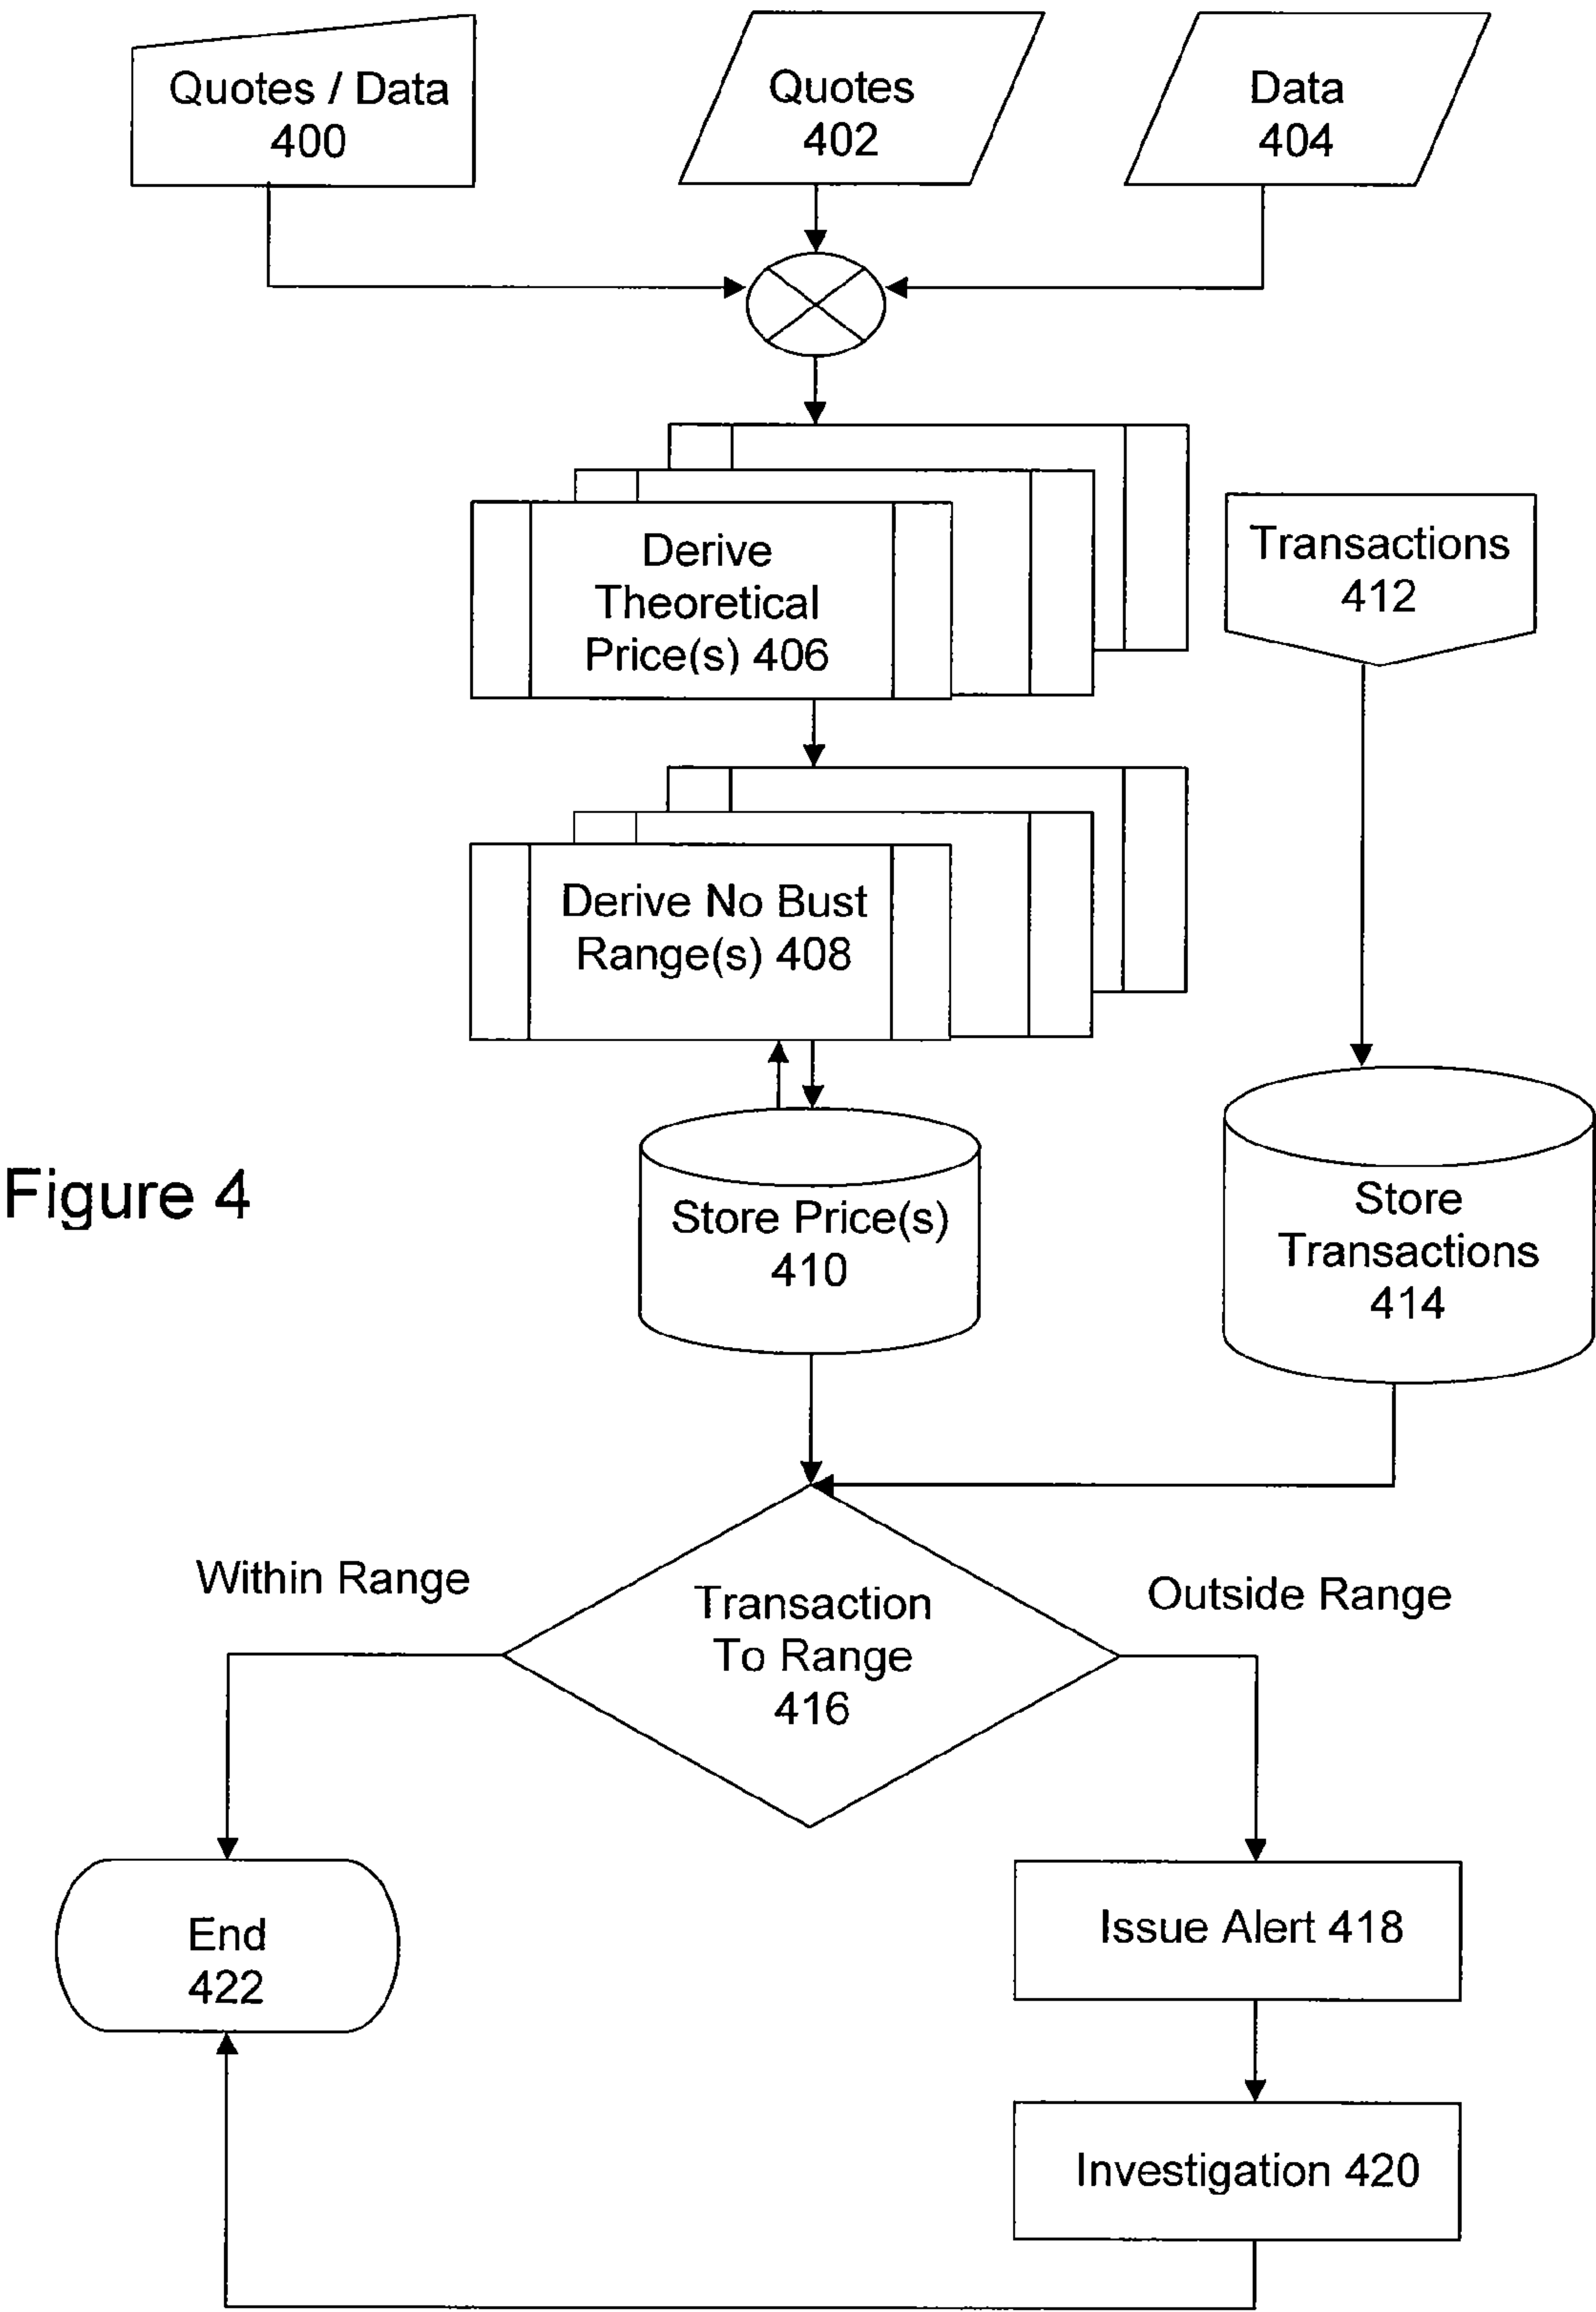 Quotes / Data
400
Quotes
402
Data
404
Derive
Theoretical
Price(s) 406
Transactions
412
Derive No Bust
Range(s) 408
Figure 4
Store Price(s)
410
Store
Transactions
414
Within Range
Outside Range
Transaction
To Range
416
End
422
Issue Alert 418
Investigation 420